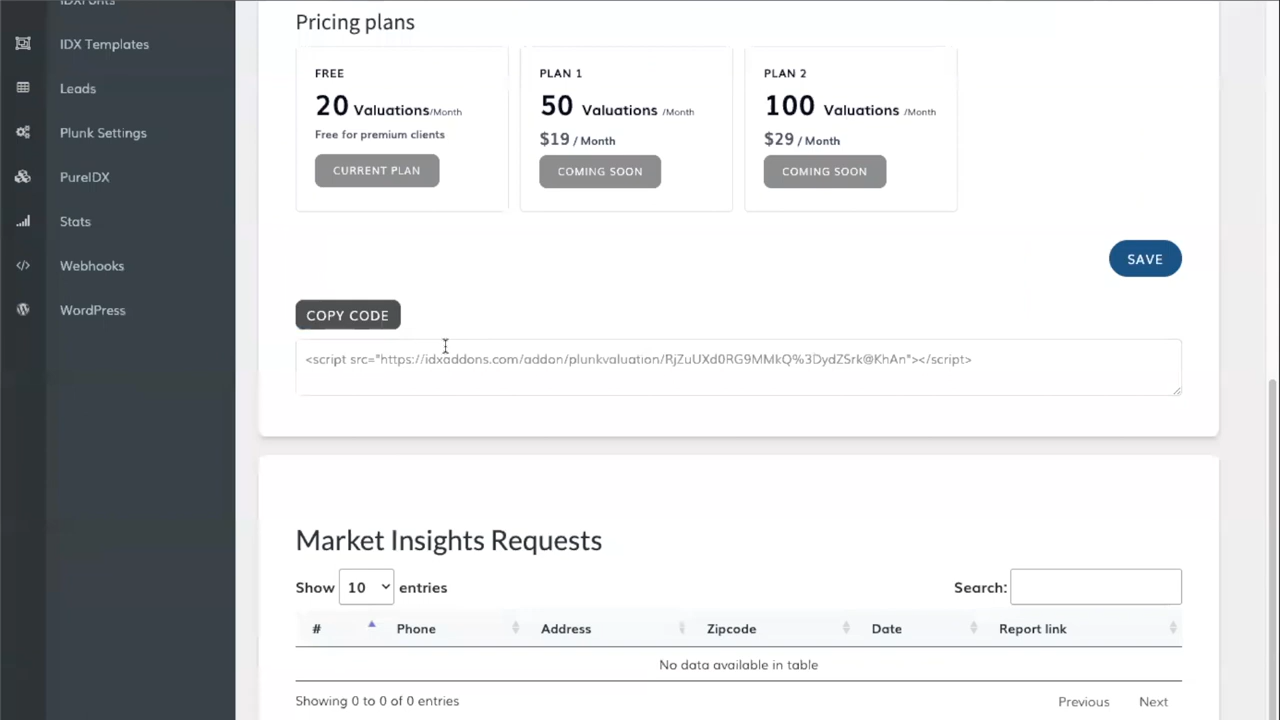 IDXFonts
IDX Templates
Leads
Plunk Settings
PureIDX
Stats
Webhooks
WordPress
Pricing plans
FREE
20 Valuations/Month
Free for premium clients
CURRENT PLAN
PLAN 1
50 Valuations /Month
$19 / Month
COMING SOON
PLAN 2
100 Valuations /Month
$29 / Month
COMING SOON
SAVE
COPY CODE
<script src="https://idxaddons.com/addon/plunkvaluation/RjZuUXd0RG9MMkQ%3DydZSrk@KhAn"></script>
Market Insights Requests
Show 10 entries
Search:
# Phone Address Zipcode Date Report link
No data available in table
Showing 0 to 0 of 0 entries
Previous Next